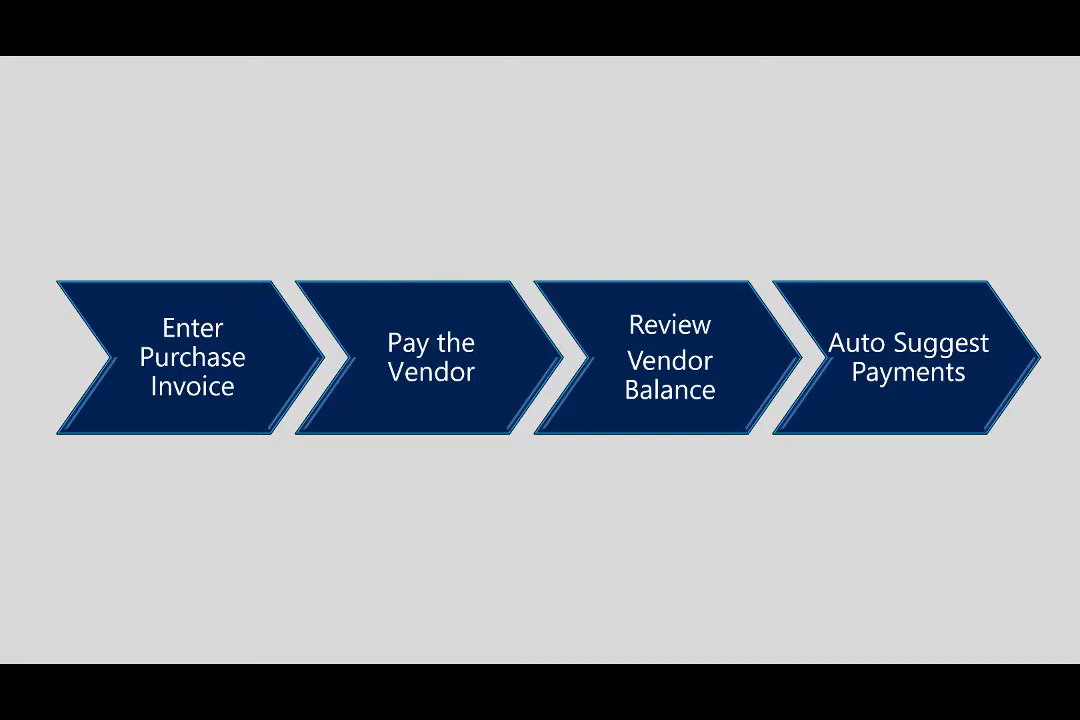 Enter
Purchase
Invoice
Pay the
Vendor
Review
Vendor
Balance
Auto Suggest
Payments